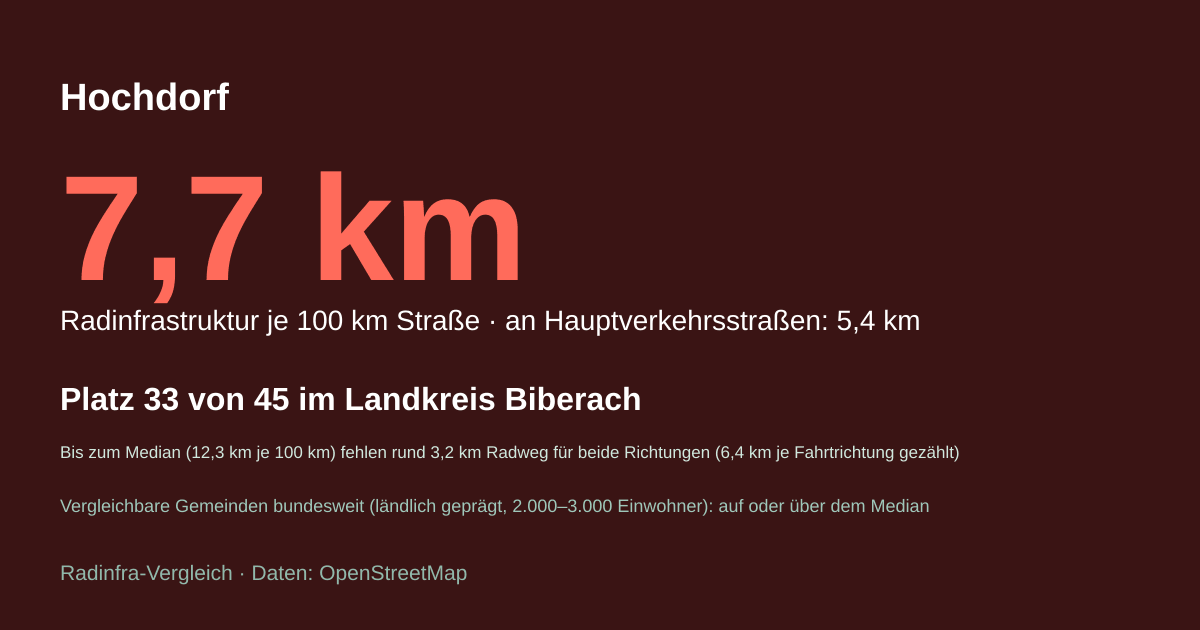 Hochdorf
7,7 km
Radinfrastruktur je 100 km Straße · an Hauptverkehrsstraßen: 5,4 km
Platz 33 von 45 im Landkreis Biberach
Bis zum Median (12,3 km je 100 km) fehlen rund 3,2 km Radweg für beide Richtungen (6,4 km je Fahrtrichtung gezählt)
Vergleichbare Gemeinden bundesweit (ländlich geprägt, 2.000–3.000 Einwohner): auf oder über dem Median
Radinfra-Vergleich · Daten: OpenStreetMap